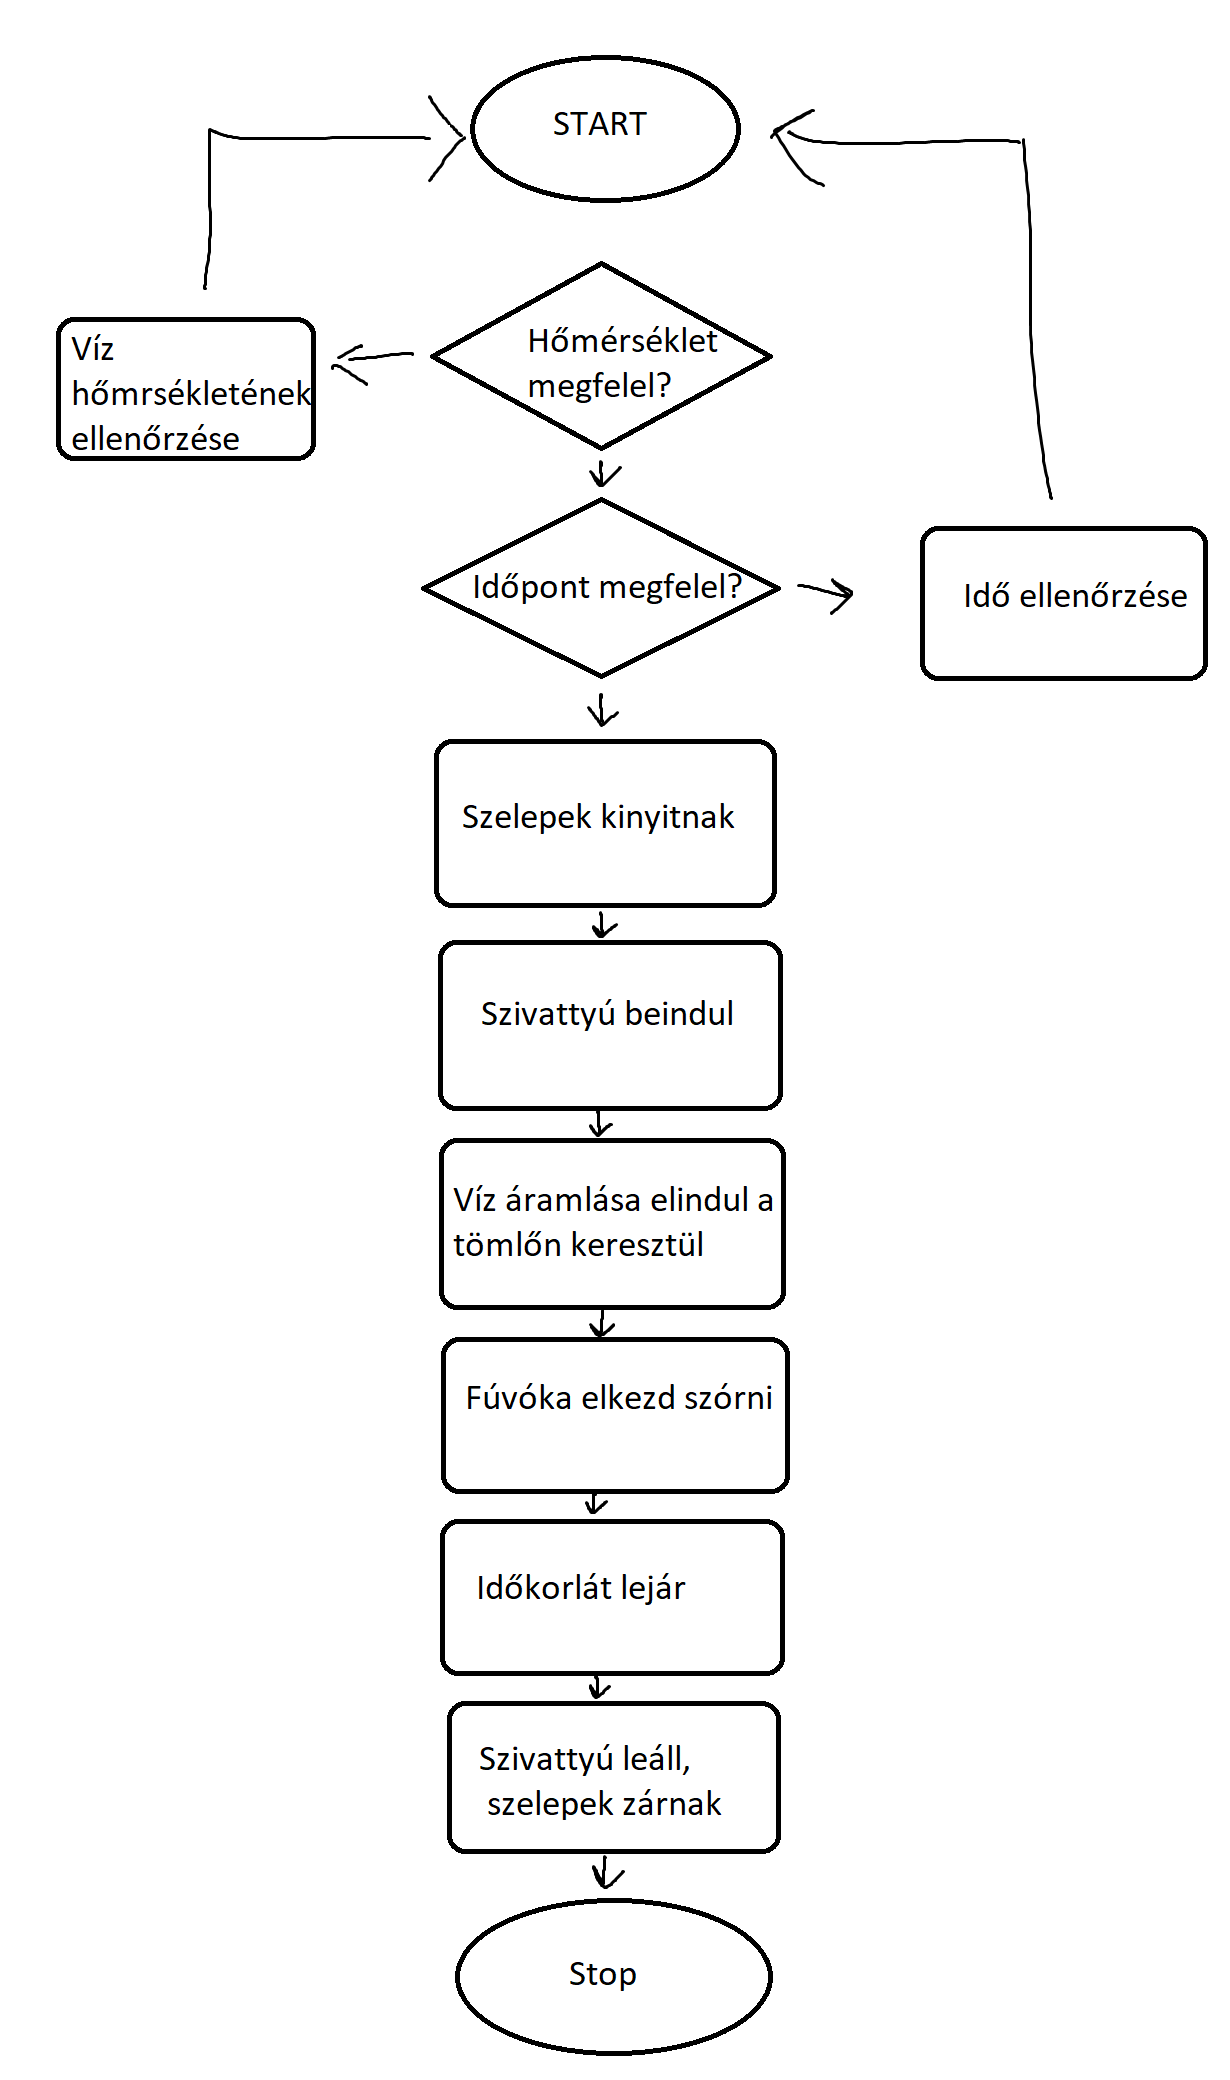 START
Hőmérséklet
megfelel?
Víz
hőmrsékletének
ellenőrzése
Időpont megfelel?
Idő ellenőrzése
Szelepek kinyitnak
Szivattyú beindul
Víz áramlása elindul a
tömlőn keresztül
Fúvóka elkezd szórni
Időkorlát lejár
Szivattyú leáll,
szelepek zárnak
Stop